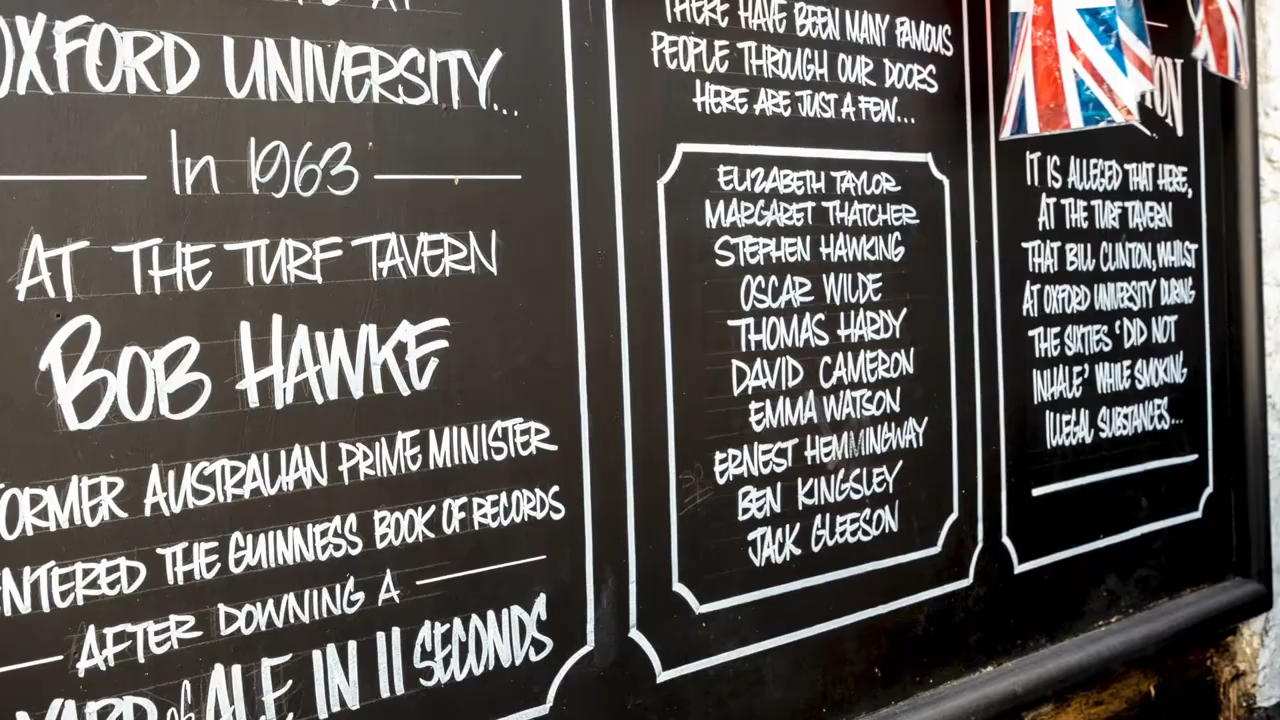 OXFORD UNIVERSITY...
In 1963
AT THE TURF TAVERN
BOB HAWKE
FORMER AUSTRALIAN PRIME MINISTER
ENTERED THE GUINNESS BOOK OF RECORDS
AFTER DOWNING A
YARD of ALE IN 11 SECONDS
THERE HAVE BEEN MANY FAMOUS
PEOPLE THROUGH OUR DOORS
HERE ARE JUST A FEW...
ELIZABETH TAYLOR
MARGARET THATCHER
STEPHEN HAWKING
OSCAR WILDE
THOMAS HARDY
DAVID CAMERON
EMMA WATSON
ERNEST HEMMINGWAY
BEN KINGSLEY
JACK GLEESON
IT IS ALLEGED THAT HERE,
AT THE TURF TAVERN
THAT BILL CLINTON, WHILST
AT OXFORD UNIVERSITY DURING
THE SIXTIES 'DID NOT
INHALE' WHILE SMOKING
ILLEGAL SUBSTANCES...